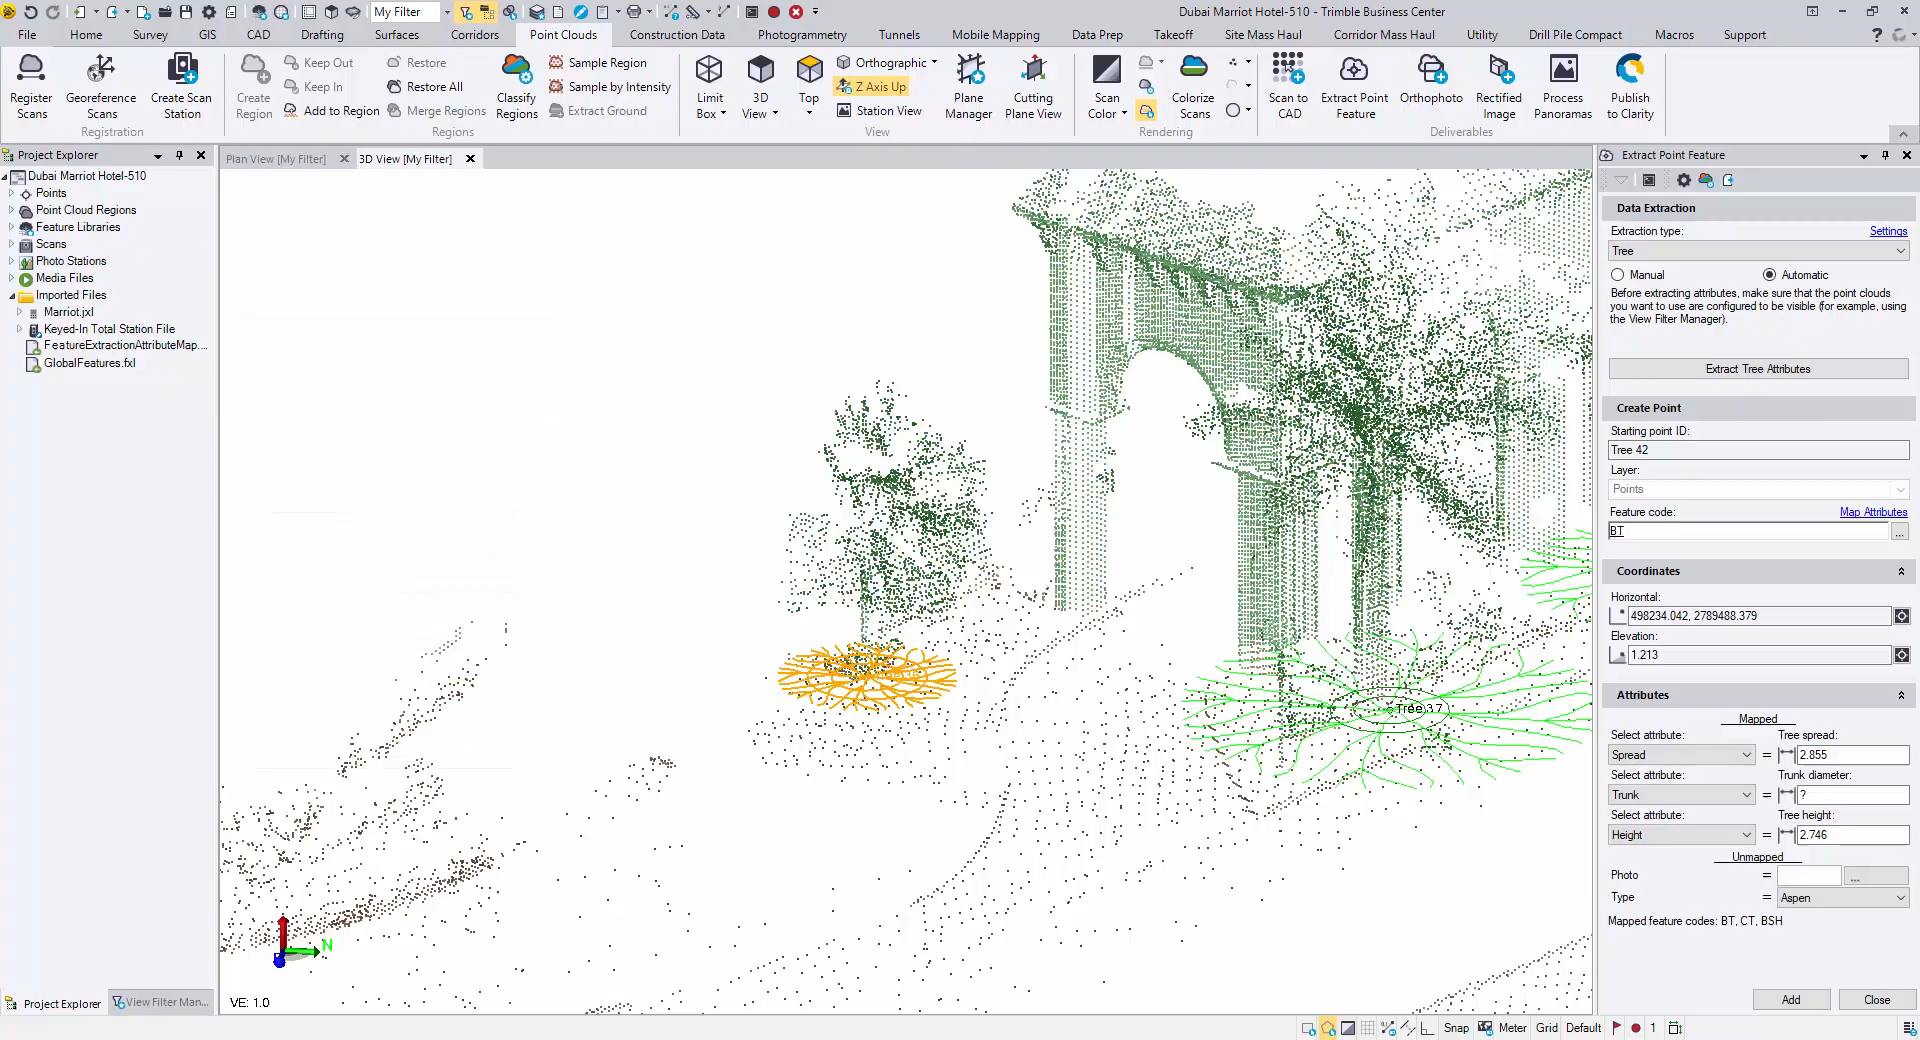 My Filter
Dubai Marriot Hotel-510 - Trimble Business Center
File Home Survey GIS CAD Drafting Surfaces Corridors Point Clouds Construction Data Photogrammetry Tunnels Mobile Mapping Data Prep Takeoff Site Mass Haul Corridor Mass Haul Utility Drill Pile Compact Macros Support
Register Scans
Georeference Scans
Create Scan Station
Registration
Create Region
Keep Out
Keep In
Add to Region
Restore
Restore All
Merge Regions
Classify Regions
Sample Region
Sample by Intensity
Extract Ground
Regions
Limit Box
3D View
Top
Orthographic
Z Axis Up
Station View
Plane Manager
Cutting Plane View
View
Scan Color
Colorize Scans
Rendering
Scan to CAD
Extract Point Feature
Orthophoto
Rectified Image
Process Panoramas
Publish to Clarity
Deliverables
Project Explorer
Dubai Marriot Hotel-510
Points
Point Cloud Regions
Feature Libraries
Scans
Photo Stations
Media Files
Imported Files
Marriot.jxl
Keyed-In Total Station File
FeatureExtractionAttributeMap....
GlobalFeatures.fxl
Project Explorer
View Filter Man...
Plan View [My Filter]
3D View [My Filter]
Tree 37
N
VE: 1.0
Extract Point Feature
Data Extraction
Extraction type:
Settings
Tree
Manual
Automatic
Before extracting attributes, make sure that the point clouds
you want to use are configured to be visible (for example, using
the View Filter Manager).
Extract Tree Attributes
Create Point
Starting point ID:
Tree 42
Layer:
Points
Feature code:
Map Attributes
BT
...
Coordinates
Horizontal:
498234.042, 2789488.379
Elevation:
1.213
Attributes
Mapped
Select attribute:
Tree spread:
Spread = 2.855
Select attribute:
Trunk diameter:
Trunk = ?
Select attribute:
Tree height:
Height = 2.746
Unmapped
Photo = ...
Type = Aspen
Mapped feature codes: BT, CT, BSH
Add
Close
Snap
Meter
Grid
Default
1